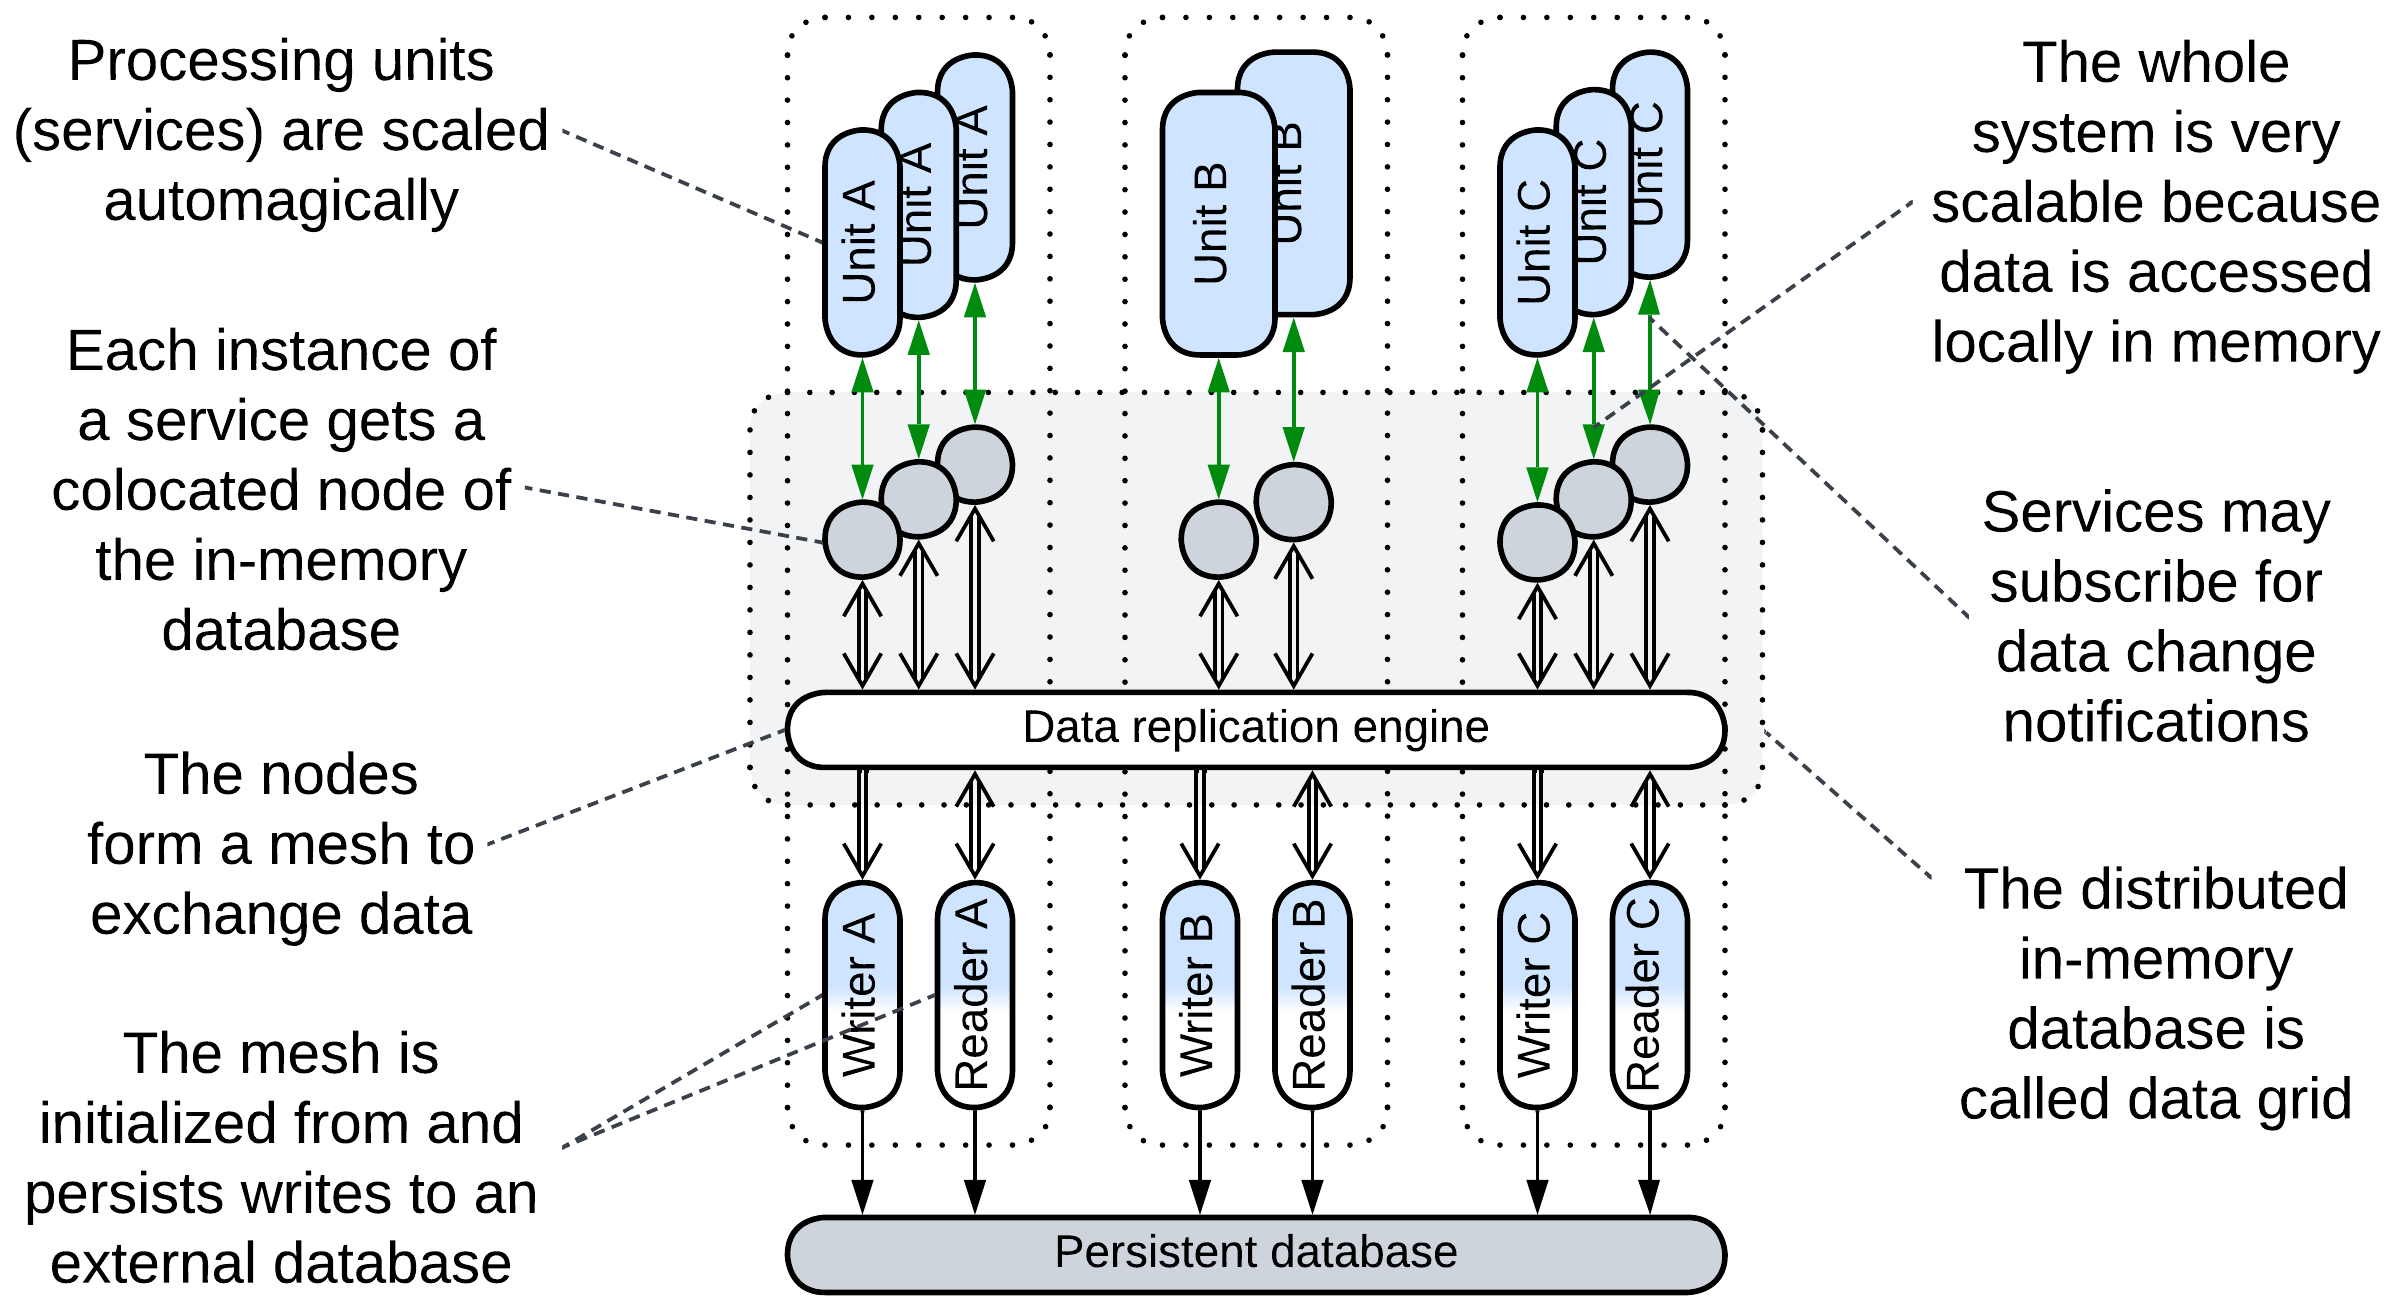 Processing units
(services) are scaled
automagically
Each instance of
a service gets a
colocated node of
the in-memory
database
The nodes
form a mesh to
exchange data
The mesh is
initialized from and
persists writes to an
external database
Unit A
Unit A
Unit A
Unit B
Unit B
Unit C
Unit C
Unit C
Data replication engine
Writer A
Reader A
Writer B
Reader B
Writer C
Reader C
Persistent database
The whole
system is very
scalable because
data is accessed
locally in memory
Services may
subscribe for
data change
notifications
The distributed
in-memory
database is
called data grid